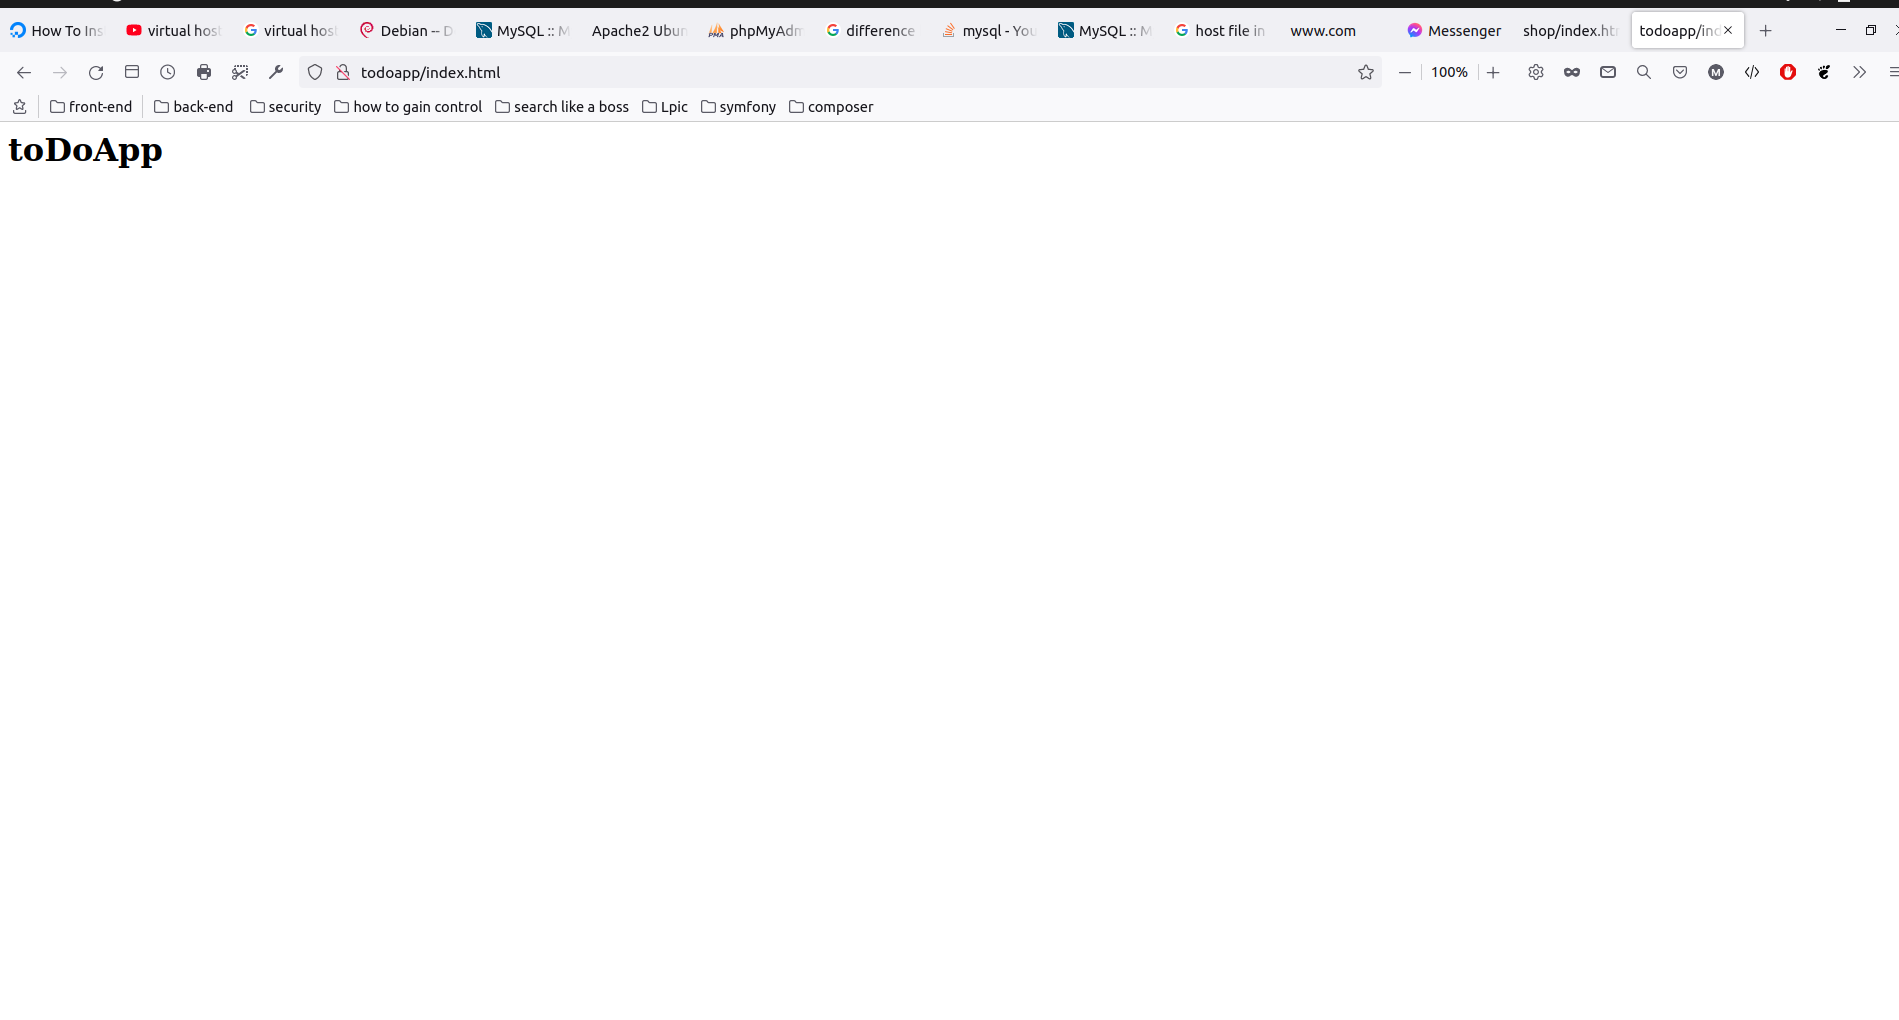 How To Ins virtual host virtual host Debian -- D MySQL :: M Apache2 Ubun phpMyAdm difference mysql - You MySQL :: M host file in www.com Messenger shop/index.ht todoapp/ind
todoapp/index.html 100%
front-end back-end security how to gain control search like a boss Lpic symfony composer
toDoApp